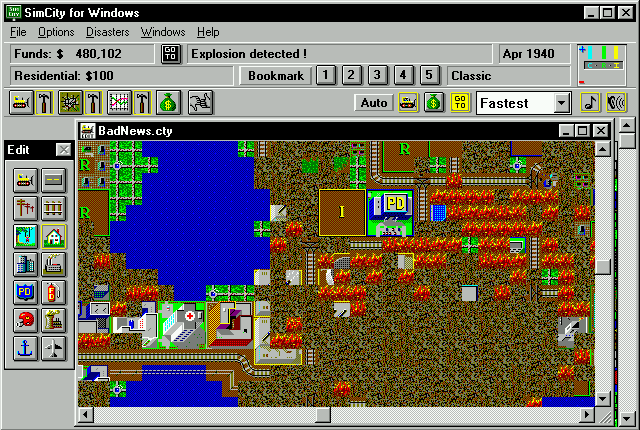 SimCity for Windows
File Options Disasters Windows Help
Funds: $ 480,102 GO TO Explosion detected ! Apr 1940
Residential: $100 Bookmark 1 2 3 4 5 Classic
Auto GO TO Fastest
BadNews.cty
Edit
R
R
R
I
PD
PD